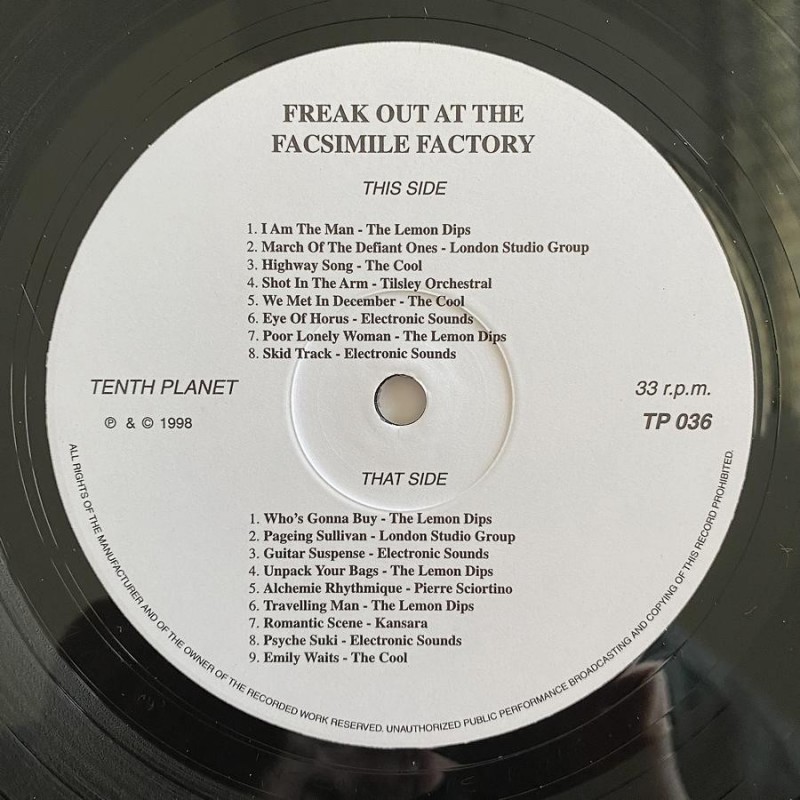 FREAK OUT AT THE
FACSIMILE FACTORY
THIS SIDE
1. I Am The Man - The Lemon Dips
2. March Of The Defiant Ones - London Studio Group
3. Highway Song - The Cool
4. Shot In The Arm - Tilsley Orchestral
5. We Met In December - The Cool
6. Eye Of Horus - Electronic Sounds
7. Poor Lonely Woman - The Lemon Dips
8. Skid Track - Electronic Sounds
TENTH PLANET
33 r.p.m.
℗ & © 1998
TP 036
THAT SIDE
1. Who's Gonna Buy - The Lemon Dips
2. Pageing Sullivan - London Studio Group
3. Guitar Suspense - Electronic Sounds
4. Unpack Your Bags - The Lemon Dips
5. Alchemie Rhythmique - Pierre Sciortino
6. Travelling Man - The Lemon Dips
7. Romantic Scene - Kansara
8. Psyche Suki - Electronic Sounds
9. Emily Waits - The Cool
ALL RIGHTS OF THE MANUFACTURER AND OF THE OWNER OF THE RECORDED WORK RESERVED. UNAUTHORIZED PUBLIC PERFORMANCE BROADCASTING AND COPYING OF THIS RECORD PROHIBITED.